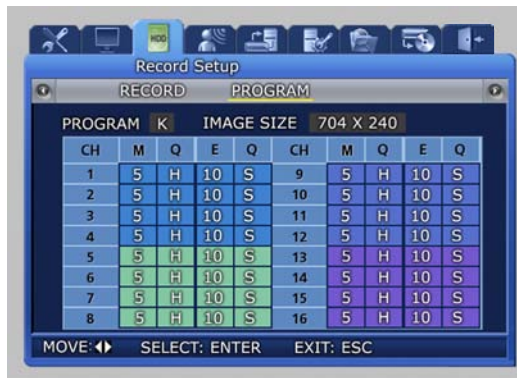 HDD
Record Setup
RECORD PROGRAM
PROGRAM K IMAGE SIZE 704 X 240
CH M Q E Q CH M Q E Q
1 5 H 10 S 9 5 H 10 S
2 5 H 10 S 10 5 H 10 S
3 5 H 10 S 11 5 H 10 S
4 5 H 10 S 12 5 H 10 S
5 5 H 10 S 13 5 H 10 S
6 5 H 10 S 14 5 H 10 S
7 5 H 10 S 15 5 H 10 S
8 5 H 10 S 16 5 H 10 S
MOVE: SELECT: ENTER EXIT: ESC